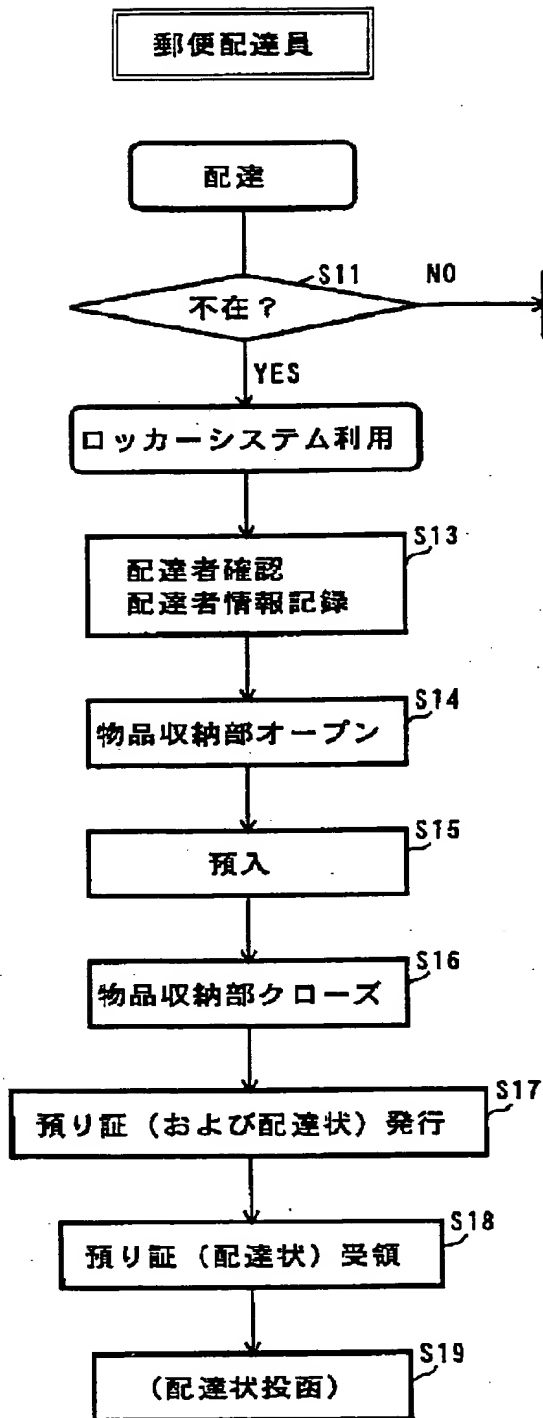 郵便配達員
配達
S11
NO
不在？
YES
ロッカーシステム利用
S13
配達者確認
配達者情報記録
S14
物品収納部オープン
S15
預入
S16
物品収納部クローズ
S17
預り証（および配達状）発行
S18
預り証（配達状）受領
S19
（配達状投函）